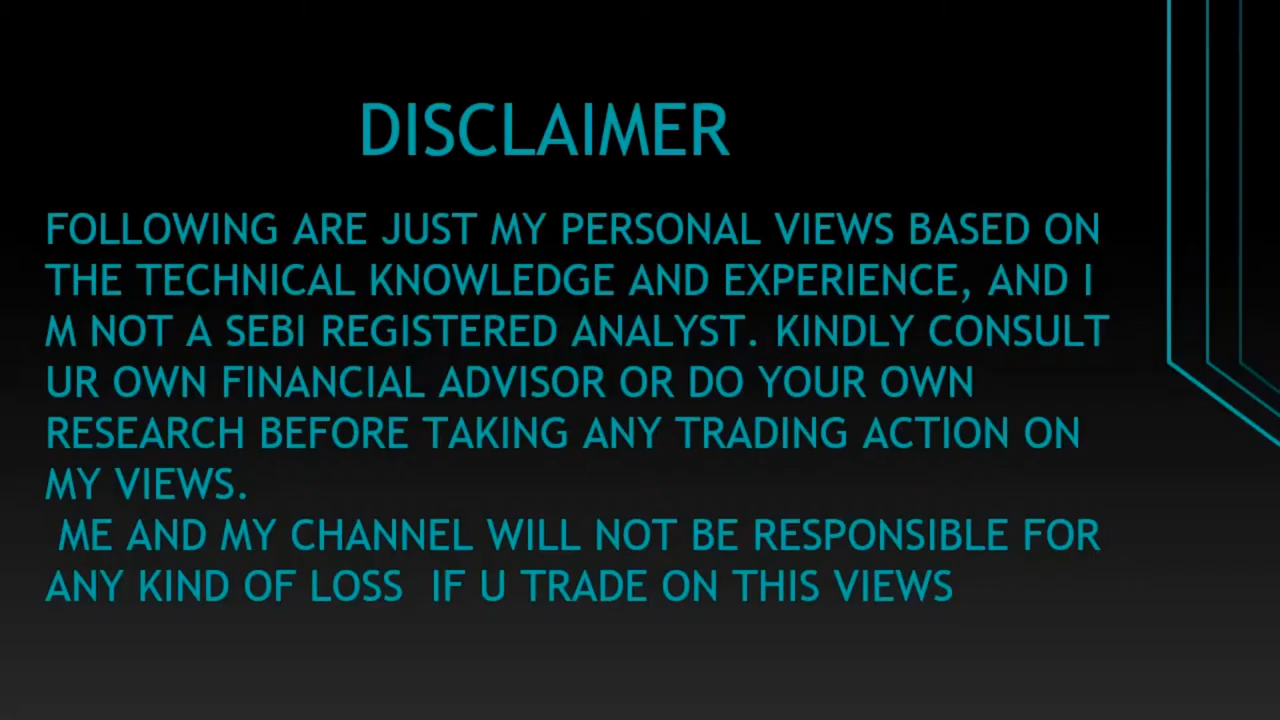 DISCLAIMER
FOLLOWING ARE JUST MY PERSONAL VIEWS BASED ON
THE TECHNICAL KNOWLEDGE AND EXPERIENCE, AND I
M NOT A SEBI REGISTERED ANALYST. KINDLY CONSULT
UR OWN FINANCIAL ADVISOR OR DO YOUR OWN
RESEARCH BEFORE TAKING ANY TRADING ACTION ON
MY VIEWS.
ME AND MY CHANNEL WILL NOT BE RESPONSIBLE FOR
ANY KIND OF LOSS  IF U TRADE ON THIS VIEWS